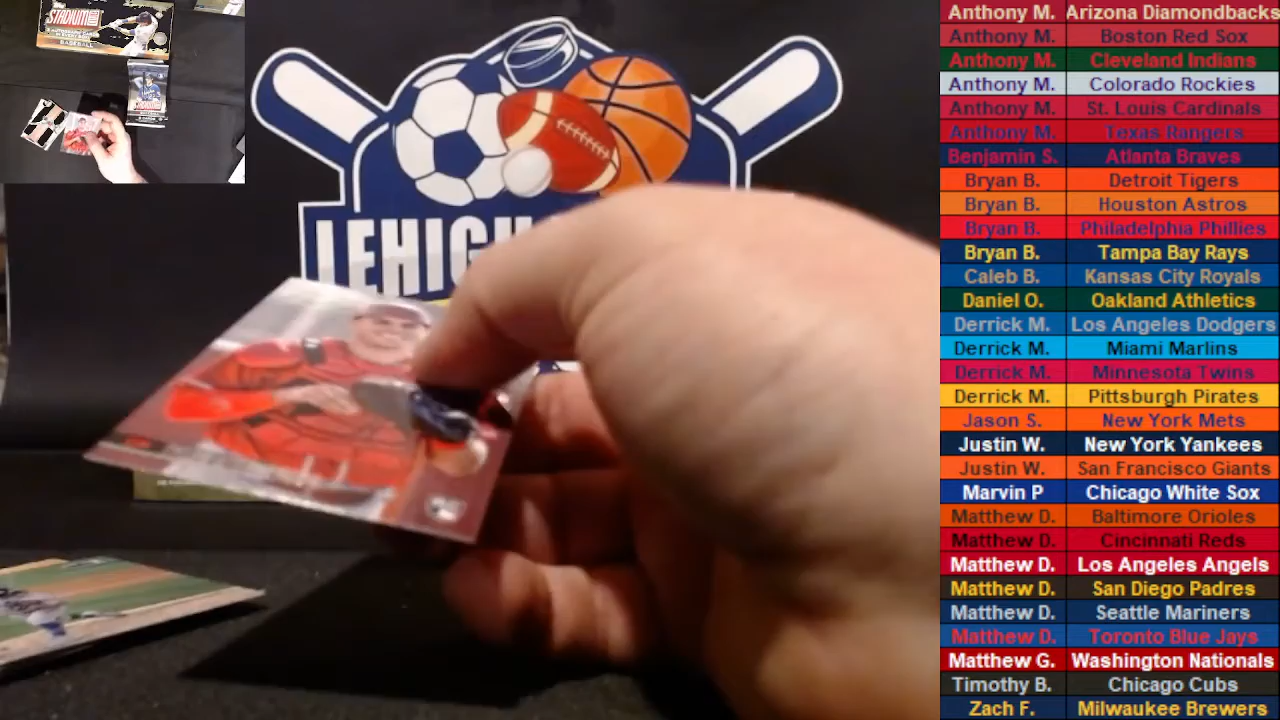 STADIUM
BASEBALL
LEHIG
Anthony M. Arizona Diamondbacks
Anthony M. Boston Red Sox
Anthony M. Cleveland Indians
Anthony M. Colorado Rockies
Anthony M. St. Louis Cardinals
Anthony M. Texas Rangers
Benjamin S. Atlanta Braves
Bryan B. Detroit Tigers
Bryan B. Houston Astros
Bryan B. Philadelphia Phillies
Bryan B. Tampa Bay Rays
Caleb B. Kansas City Royals
Daniel O. Oakland Athletics
Derrick M. Los Angeles Dodgers
Derrick M. Miami Marlins
Derrick M. Minnesota Twins
Derrick M. Pittsburgh Pirates
Jason S. New York Mets
Justin W. New York Yankees
Justin W. San Francisco Giants
Marvin P Chicago White Sox
Matthew D. Baltimore Orioles
Matthew D. Cincinnati Reds
Matthew D. Los Angeles Angels
Matthew D. San Diego Padres
Matthew D. Seattle Mariners
Matthew D. Toronto Blue Jays
Matthew G. Washington Nationals
Timothy B. Chicago Cubs
Zach F. Milwaukee Brewers